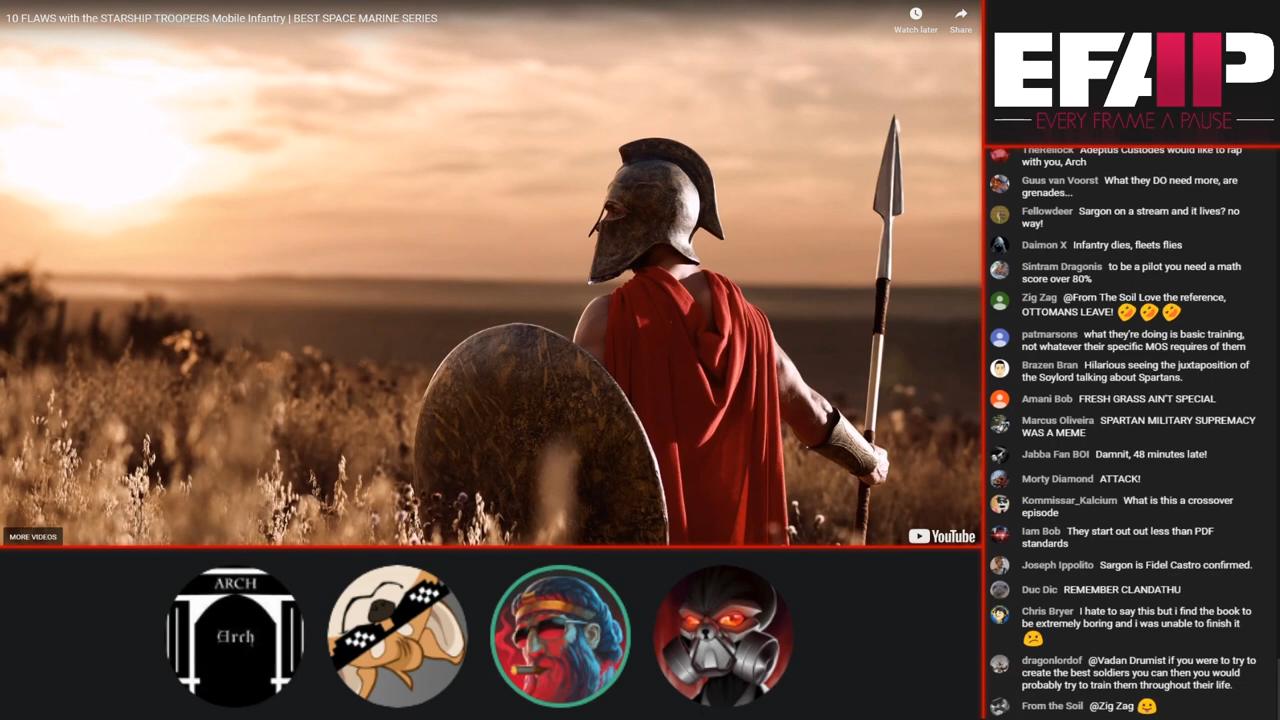 10 FLAWS with the STARSHIP TROOPERS Mobile Infantry | BEST SPACE MARINE SERIES
Watch later
Share
MORE VIDEOS
YouTube
ARCH
Arch
EFAP
EVERY FRAME A PAUSE
TheRellock Adeptus Custodes would like to rap
with you, Arch
Guus van Voorst What they DO need more, are
grenades...
Fellowdeer Sargon on a stream and it lives? no
way!
Daimon X Infantry dies, fleets flies
Sintram Dragonis to be a pilot you need a math
score over 80%
Zig Zag @From The Soil Love the reference,
OTTOMANS LEAVE!
patmarsons what they're doing is basic training,
not whatever their specific MOS requires of them
Brazen Bran Hilarious seeing the juxtaposition of
the Soylord talking about Spartans.
Amani Bob FRESH GRASS AIN'T SPECIAL
Marcus Oliveira SPARTAN MILITARY SUPREMACY
WAS A MEME
Jabba Fan BOI Damnit, 48 minutes late!
Morty Diamond ATTACK!
Kommissar_Kalcium What is this a crossover
episode
Iam Bob They start out out less than PDF
standards
Joseph Ippolito Sargon is Fidel Castro confirmed.
Duc Dic REMEMBER CLANDATHU
Chris Bryer I hate to say this but i find the book to
be extremely boring and i was unable to finish it
dragonlordof @Vadan Drumist if you were to try to
create the best soldiers you can then you would
probably try to train them throughout their life.
From the Soil @Zig Zag